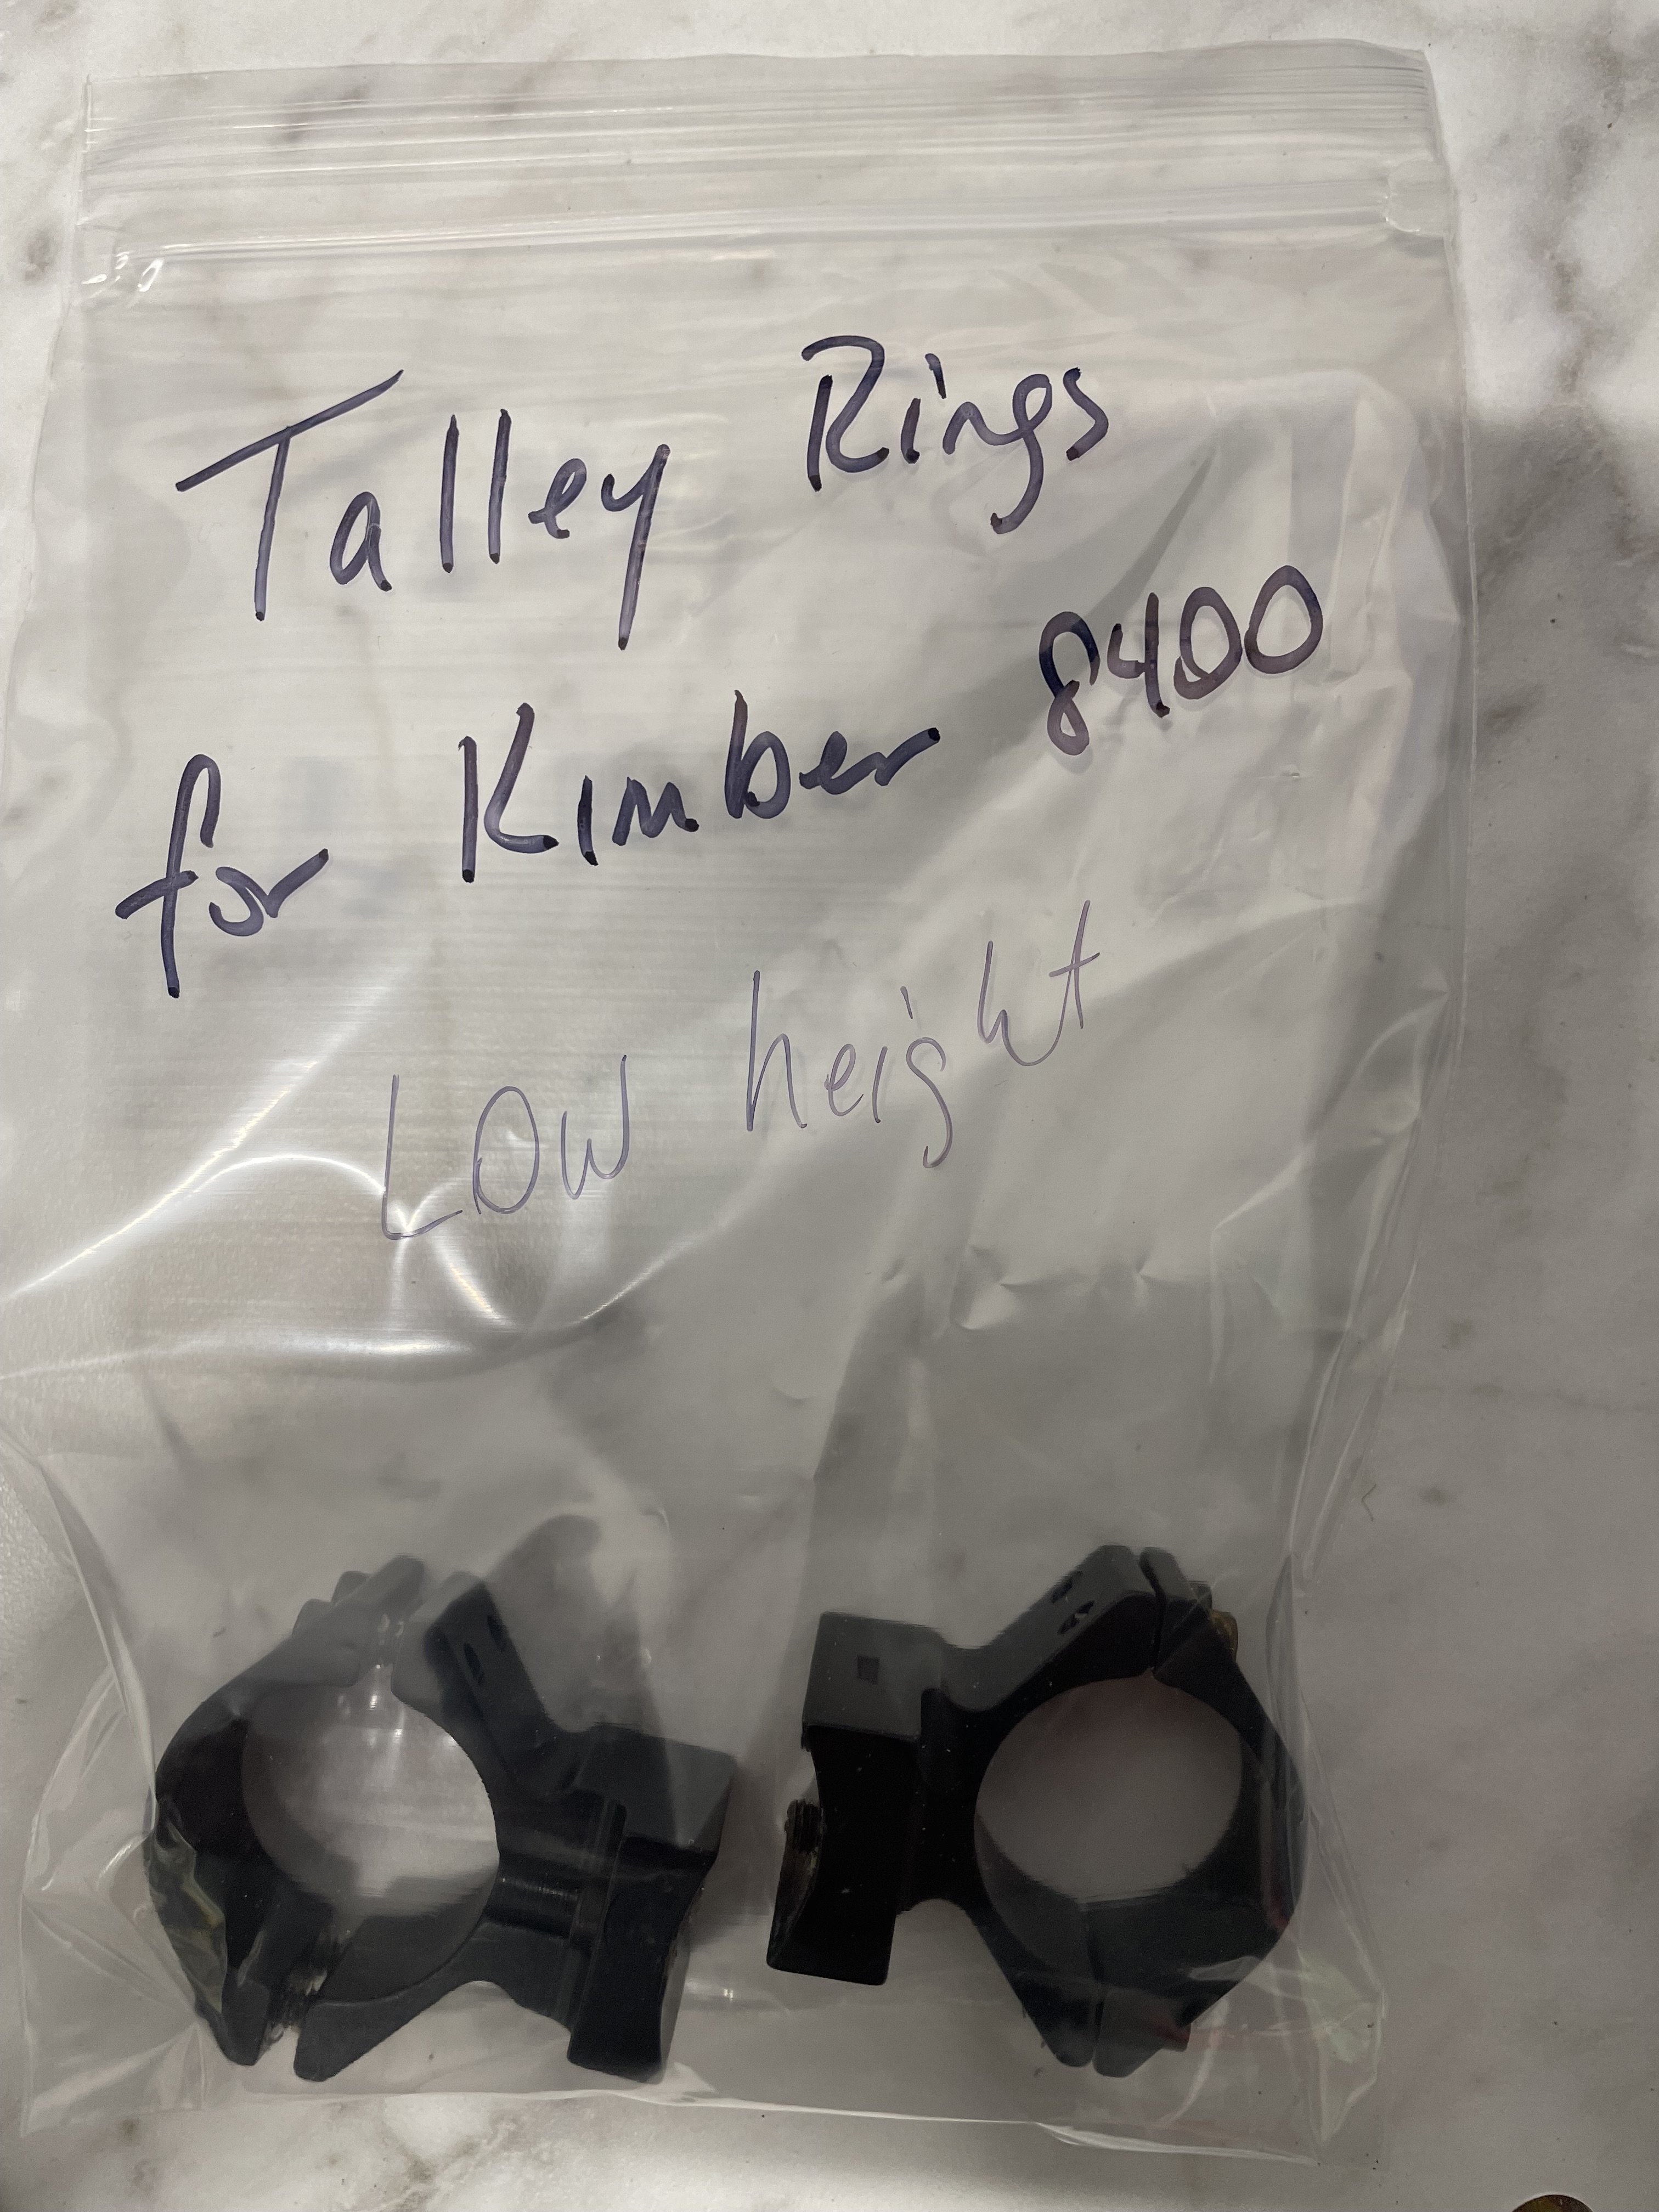 Talley Rings
for Kimber 8400
Low height